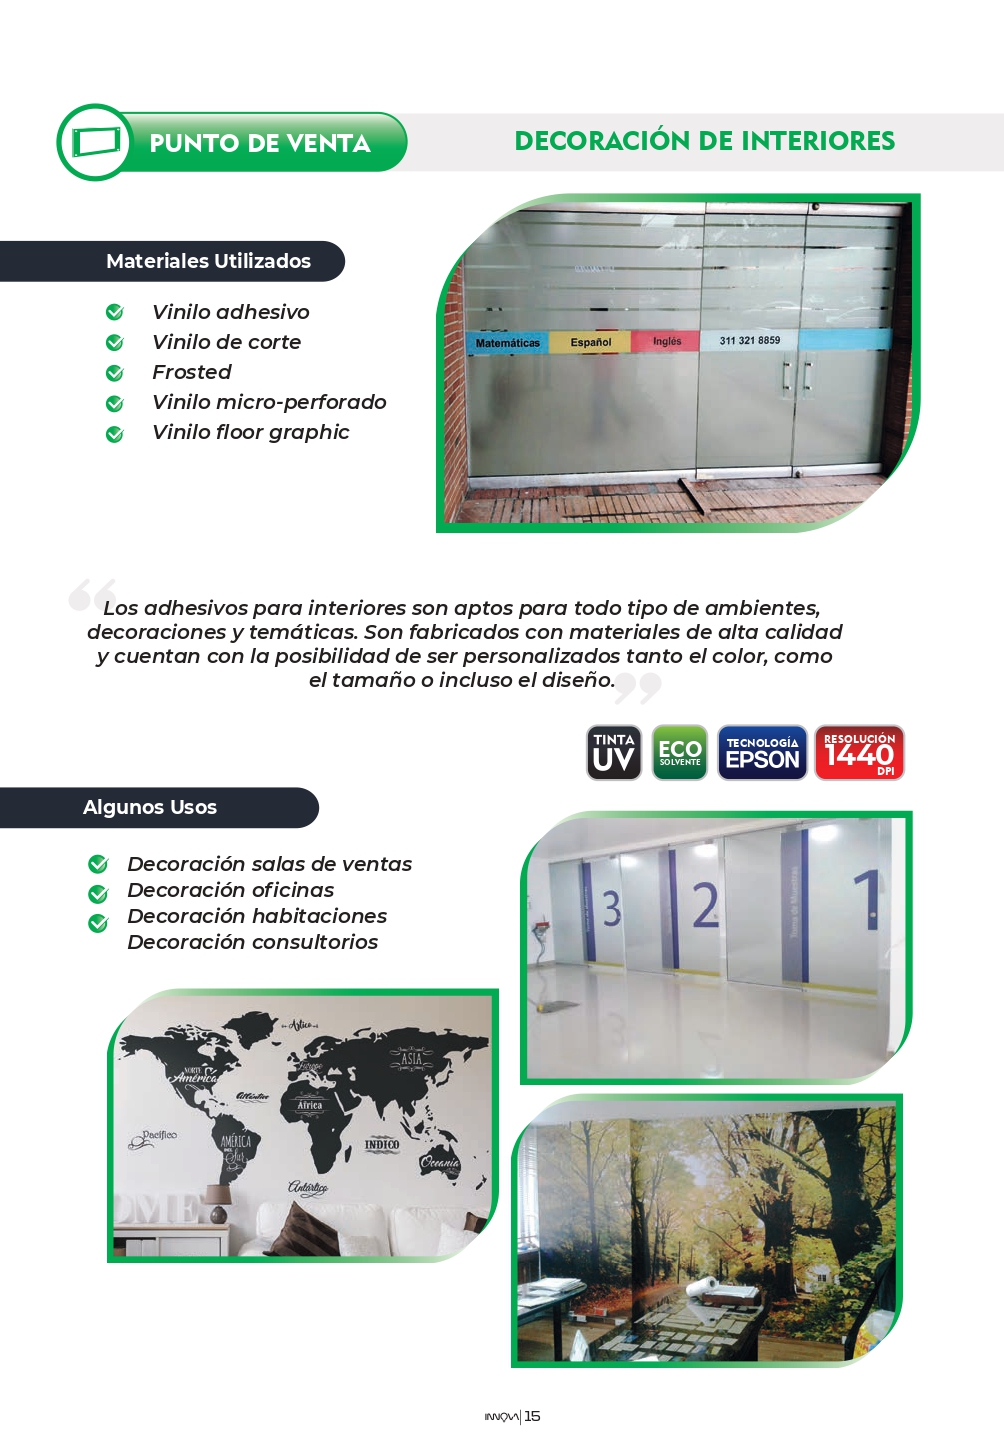 PUNTO DE VENTA
DECORACIÓN DE INTERIORES
Materiales Utilizados
Vinilo adhesivo
Vinilo de corte
Frosted
Vinilo micro-perforado
Vinilo floor graphic
Matemáticas
Español
Inglés
311 321 8859
“Los adhesivos para interiores son aptos para todo tipo de ambientes,
decoraciones y temáticas. Son fabricados con materiales de alta calidad
y cuentan con la posibilidad de ser personalizados tanto el color, como
el tamaño o incluso el diseño.”
TINTA
UV
ECO
SOLVENTE
TECNOLOGÍA
EPSON
RESOLUCIÓN
1440
DPI
Algunos Usos
Decoración salas de ventas
Decoración oficinas
Decoración habitaciones
Decoración consultorios
3
2
1
Toma de Muestras
Ártico
NORTE
América
Europa
ASIA
Atlántico
África
Pacífico
AMÉRICA
DEL
Sur
INDICO
Oceanía
Antártico
HOME
INNOVA
15